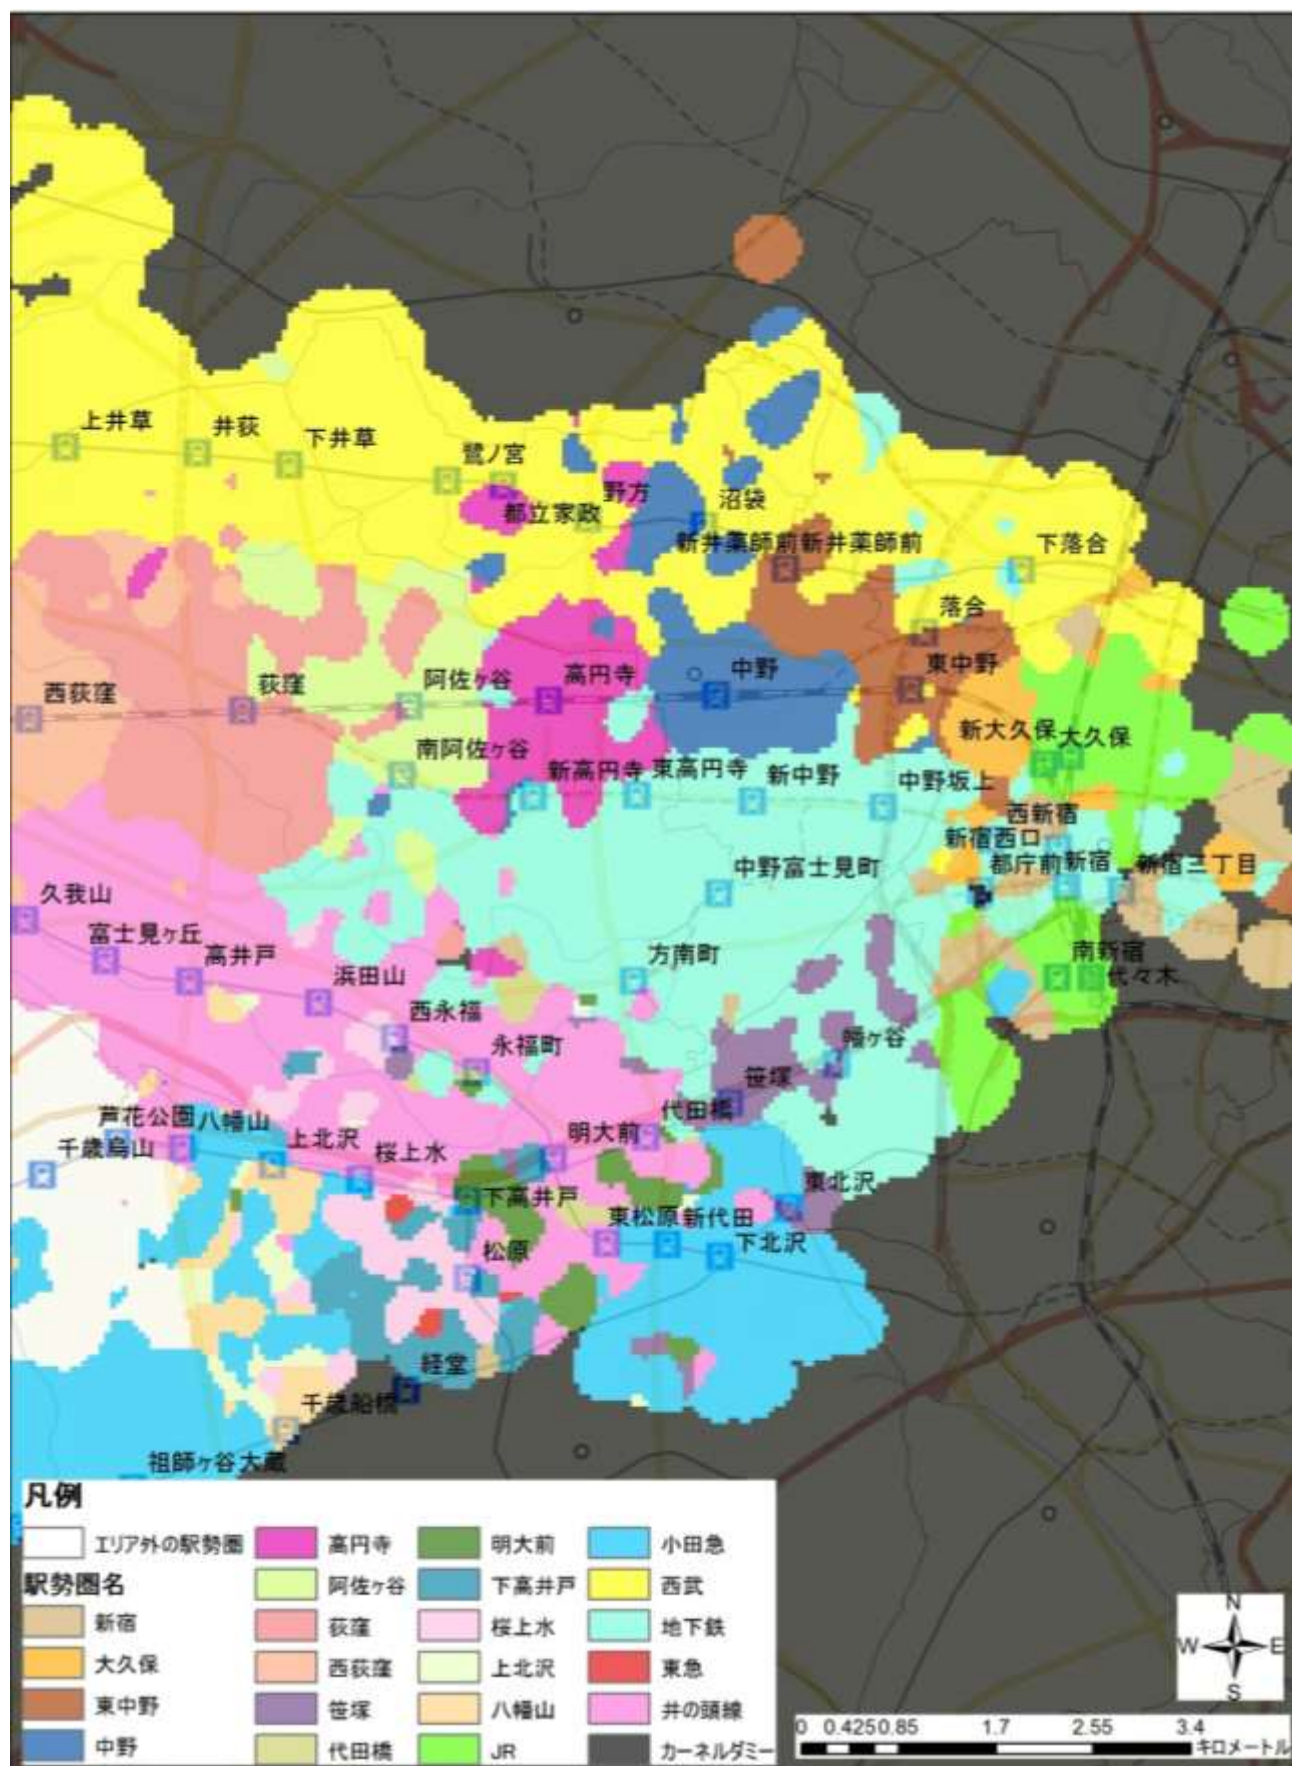 上井草
井荻
下井草
鷺ノ宮
都立家政
野方
沼袋
新井薬師前新井薬師前
下落合
落合
西荻窪
荻窪
阿佐ヶ谷
高円寺
中野
東中野
南阿佐ヶ谷
新大久保
大久保
新高円寺
東高円寺
新中野
中野坂上
西新宿
新宿西口
中野富士見町
都庁前
新宿
新宿三丁目
久我山
富士見ヶ丘
高井戸
浜田山
方南町
南新宿
代々木
西永福
永福町
幡ヶ谷
笹塚
代田橋
芦花公園
八幡山
千歳烏山
上北沢
桜上水
明大前
下高井戸
東北沢
東松原
新代田
松原
下北沢
経堂
千歳船橋
祖師ヶ谷大蔵
凡例
エリア外の駅勢圏
駅勢圏名
新宿
大久保
東中野
中野
高円寺
阿佐ヶ谷
荻窪
西荻窪
笹塚
代田橋
明大前
下高井戸
桜上水
上北沢
八幡山
JR
小田急
西武
地下鉄
東急
井の頭線
カーネルダミー
N
W
E
S
0 0.425 0.85 1.7 2.55 3.4
キロメートル